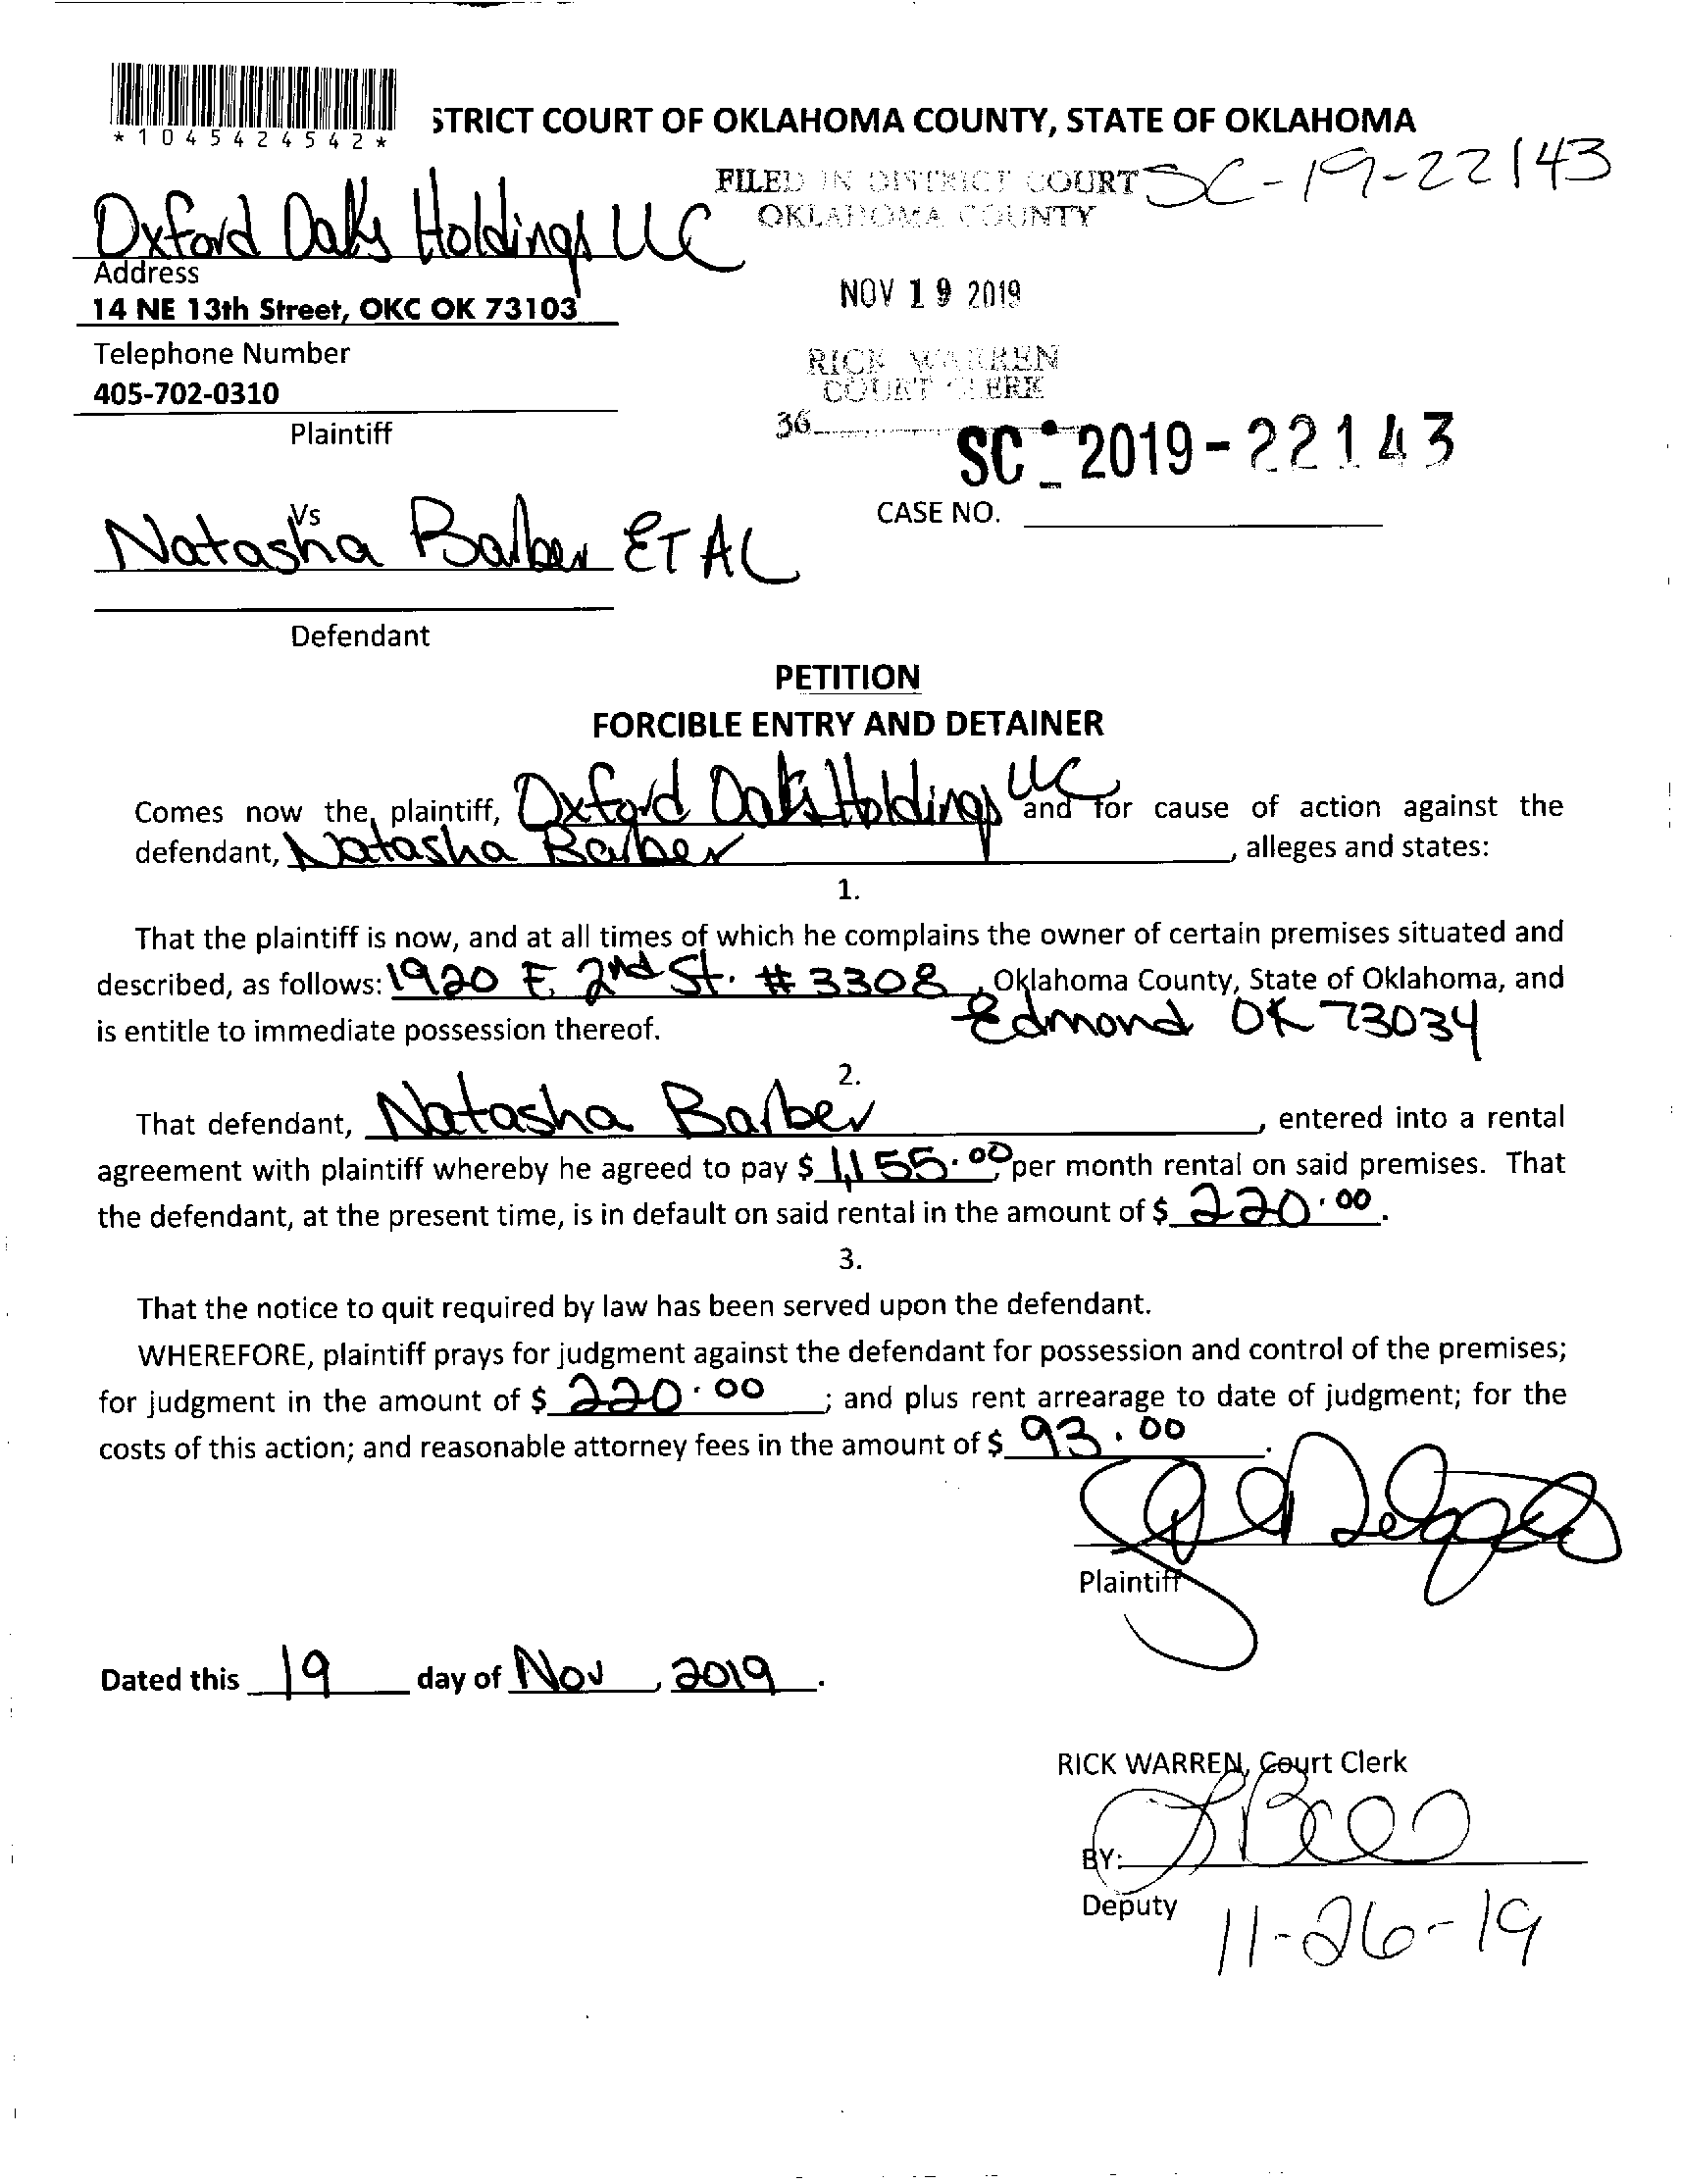 *1045424542*
STRICT COURT OF OKLAHOMA COUNTY, STATE OF OKLAHOMA
FILED IN DISTRICT COURT SC-19-22143
OKLAHOMA COUNTY
Oxford Oaks Holdings LLC
Address
14 NE 13th Street, OKC OK 73103
NOV 19 2019
Telephone Number
RICK WARREN
COURT CLERK
405-702-0310
36
Plaintiff
SC - 2019-22143
Vs
CASE NO.
Natasha Barber ET AL
Defendant
PETITION
FORCIBLE ENTRY AND DETAINER
Comes now the, plaintiff, Oxford Oaks Holdings LLC and for cause of action against the
defendant, Natasha Barber, alleges and states:
1.
That the plaintiff is now, and at all times of which he complains the owner of certain premises situated and
described, as follows: 1920 E 2nd St. # 3308, Oklahoma County, State of Oklahoma, and
is entitle to immediate possession thereof. Edmond OK 73034
2.
That defendant, Natasha Barber, entered into a rental
agreement with plaintiff whereby he agreed to pay $ 1,155.00 per month rental on said premises. That
the defendant, at the present time, is in default on said rental in the amount of $ 220.00.
3.
That the notice to quit required by law has been served upon the defendant.
WHEREFORE, plaintiff prays for judgment against the defendant for possession and control of the premises;
for judgment in the amount of $ 220.00; and plus rent arrearage to date of judgment; for the
costs of this action; and reasonable attorney fees in the amount of $ 93.00.
Plaintiff
Dated this 19 day of Nov, 2019.
RICK WARREN, Court Clerk
BY:
Deputy
11-26-19